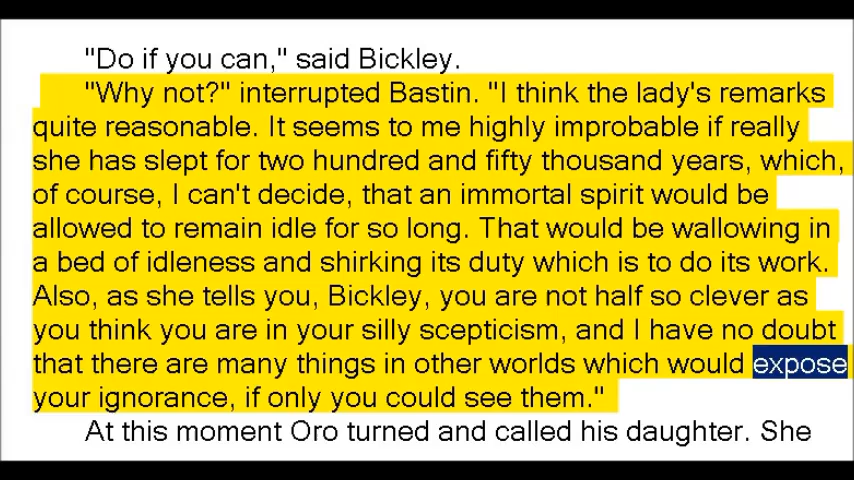 "Do if you can," said Bickley.
"Why not?" interrupted Bastin. "I think the lady's remarks
quite reasonable. It seems to me highly improbable if really
she has slept for two hundred and fifty thousand years, which,
of course, I can't decide, that an immortal spirit would be
allowed to remain idle for so long. That would be wallowing in
a bed of idleness and shirking its duty which is to do its work.
Also, as she tells you, Bickley, you are not half so clever as
you think you are in your silly scepticism, and I have no doubt
that there are many things in other worlds which would expose
your ignorance, if only you could see them."
At this moment Oro turned and called his daughter. She